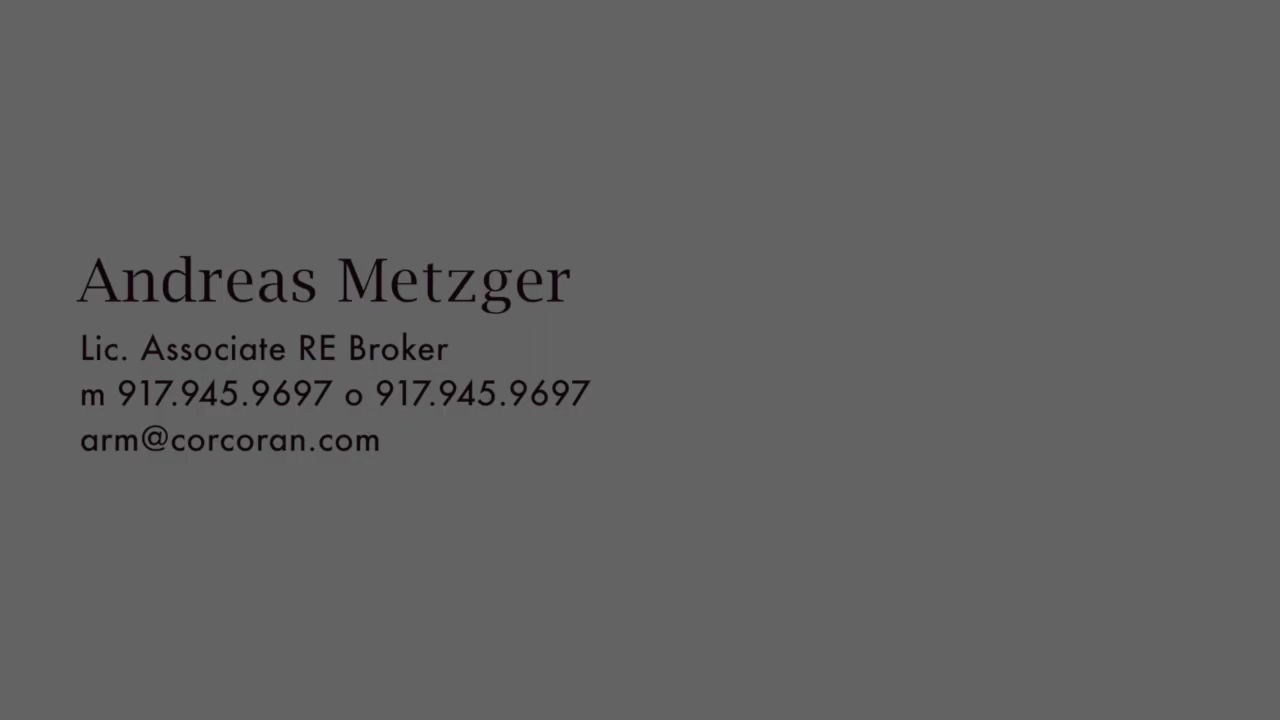 Andreas Metzger
Lic. Associate RE Broker
m 917.945.9697 o 917.945.9697
arm@corcoran.com